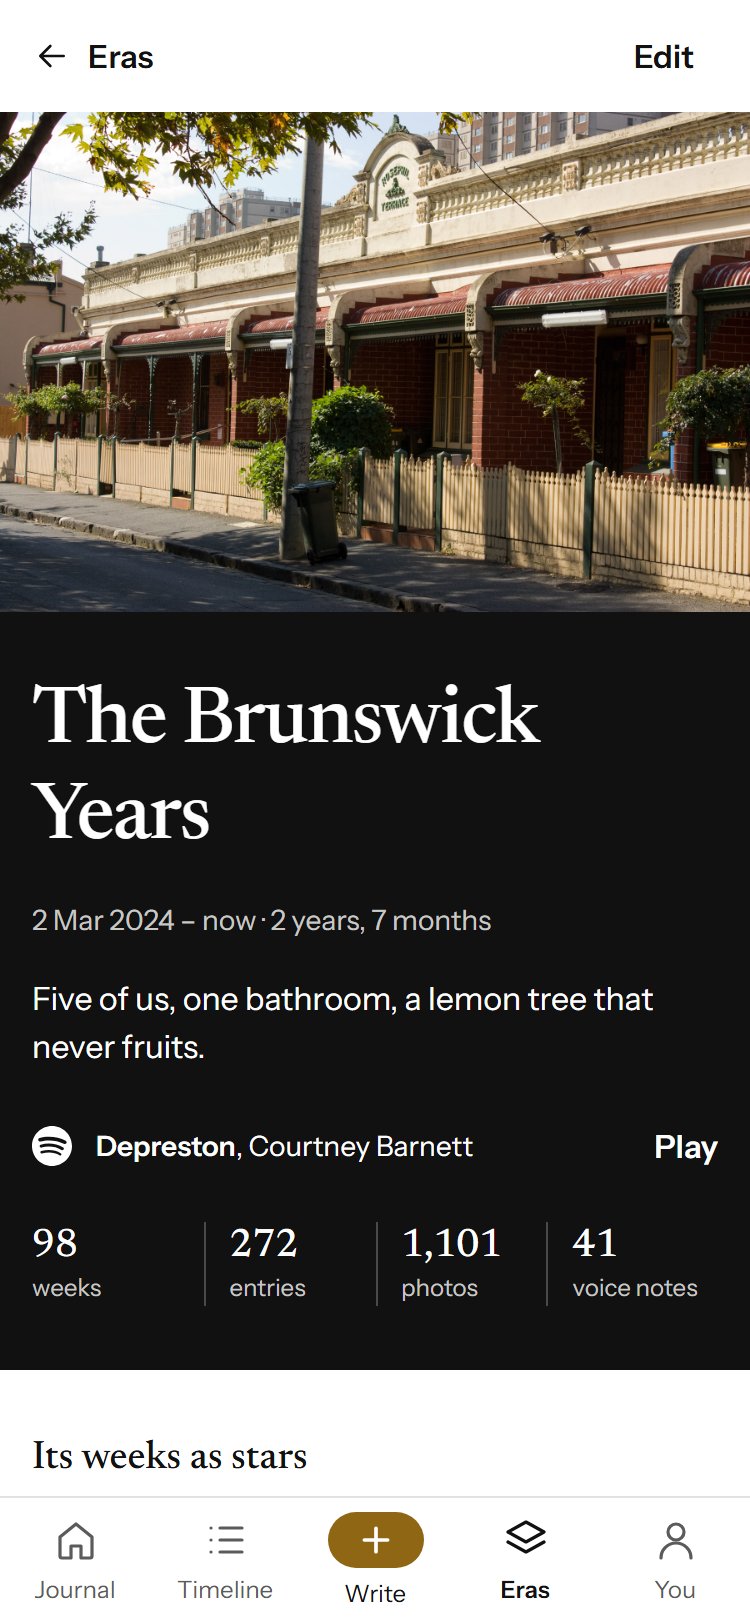 Eras
Edit
TERRACE
The Brunswick
Years
2 Mar 2024 – now · 2 years, 7 months
Five of us, one bathroom, a lemon tree that
never fruits.
Depreston, Courtney Barnett
Play
98
weeks
272
entries
1,101
photos
41
voice notes
Its weeks as stars
Journal
Timeline
Write
Eras
You